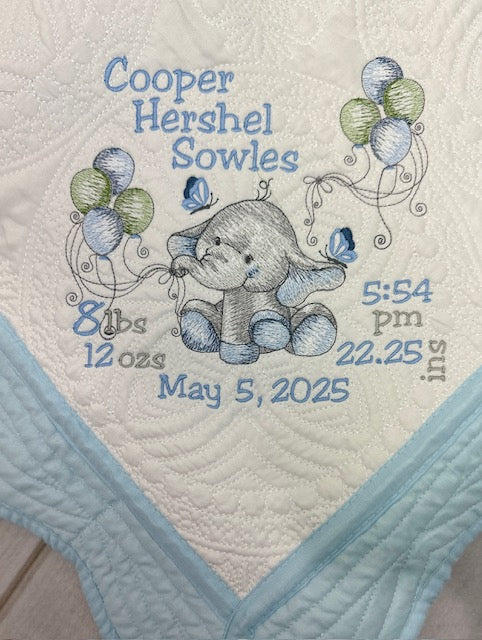 Cooper
Hershel
Sowles
8 lbs
12 ozs
5:54
pm
22.25 ins
May 5, 2025